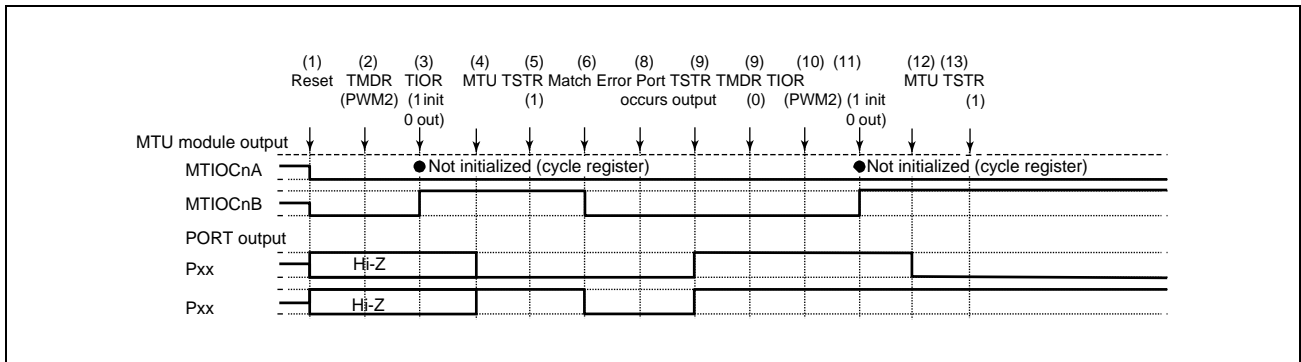 (1) (2) (3) (4) (5) (6) (8) (9) (9) (10) (11) (12) (13)
Reset TMDR TIOR MTU TSTR Match Error Port TSTR TMDR TIOR MTU TSTR
(PWM2) (1 init (1) occurs output (0) (PWM2) (1 init (1)
0 out) 0 out)
MTU module output
MTIOCnA Not initialized (cycle register) Not initialized (cycle register)
MTIOCnB
PORT output
Pxx Hi-Z
Pxx Hi-Z